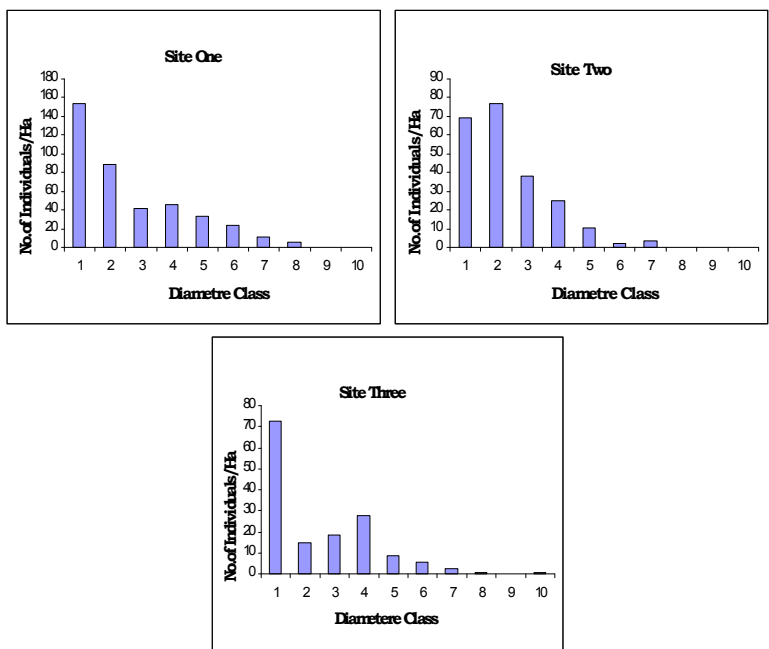 Site One
180
160
140
120
100
80
60
40
20
0
No.of Individuals/Ha
1 2 3 4 5 6 7 8 9 10
Diametre Class
Site Two
90
80
70
60
50
40
30
20
10
0
No.of Individuals/Ha
1 2 3 4 5 6 7 8 9 10
Diametre Class
Site Three
80
70
60
50
40
30
20
10
0
No.of Individuals/Ha
1 2 3 4 5 6 7 8 9 10
Diametere Class